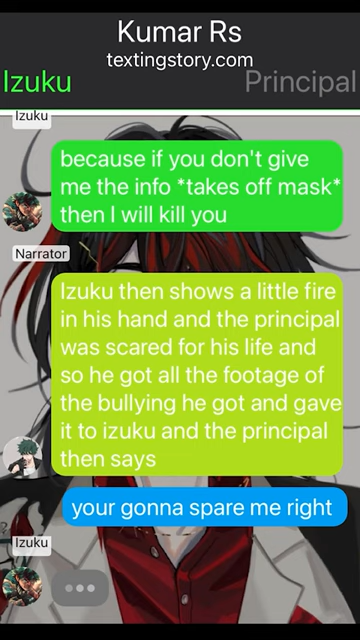 Kumar Rs
textingstory.com
Izuku
Principal
Izuku
because if you don't give
me the info *takes off mask*
then I will kill you
Narrator
Izuku then shows a little fire
in his hand and the principal
was scared for his life and
so he got all the footage of
the bullying he got and gave
it to izuku and the principal
then says
your gonna spare me right
Izuku